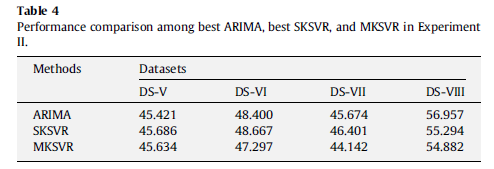 Table 4
Performance comparison among best ARIMA, best SKSVR, and MKSVR in Experiment
II.
Methods Datasets
DS-V DS-VI DS-VII DS-VIII
ARIMA 45.421 48.400 45.674 56.957
SKSVR 45.686 48.667 46.401 55.294
MKSVR 45.634 47.297 44.142 54.882